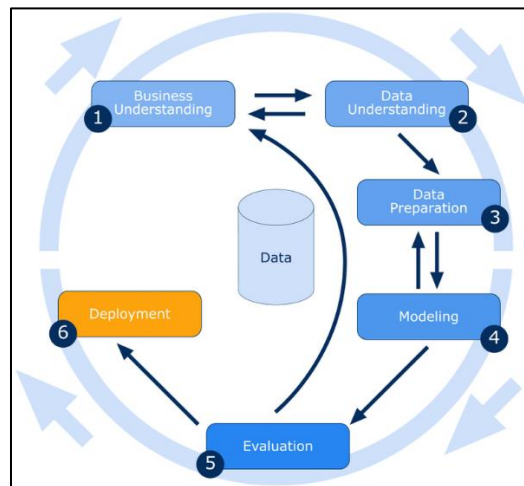 Business
Understanding
1
Data
Understanding
2
Data
Preparation
3
Data
Deployment
6
Modeling
4
Evaluation
5